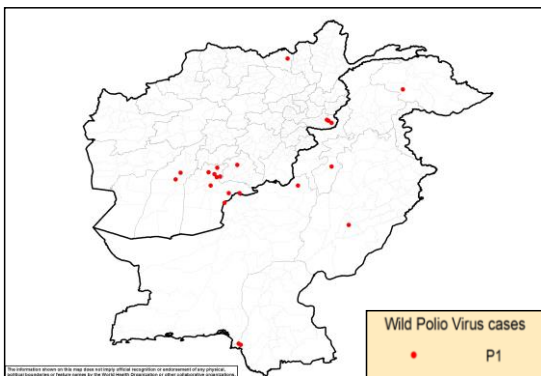 Wild Polio Virus cases
P1
The information shown on this map does not imply official recognition or endorsement of any physical,
political boundaries or feature names by the World Health Organization or other collaborative organizations.